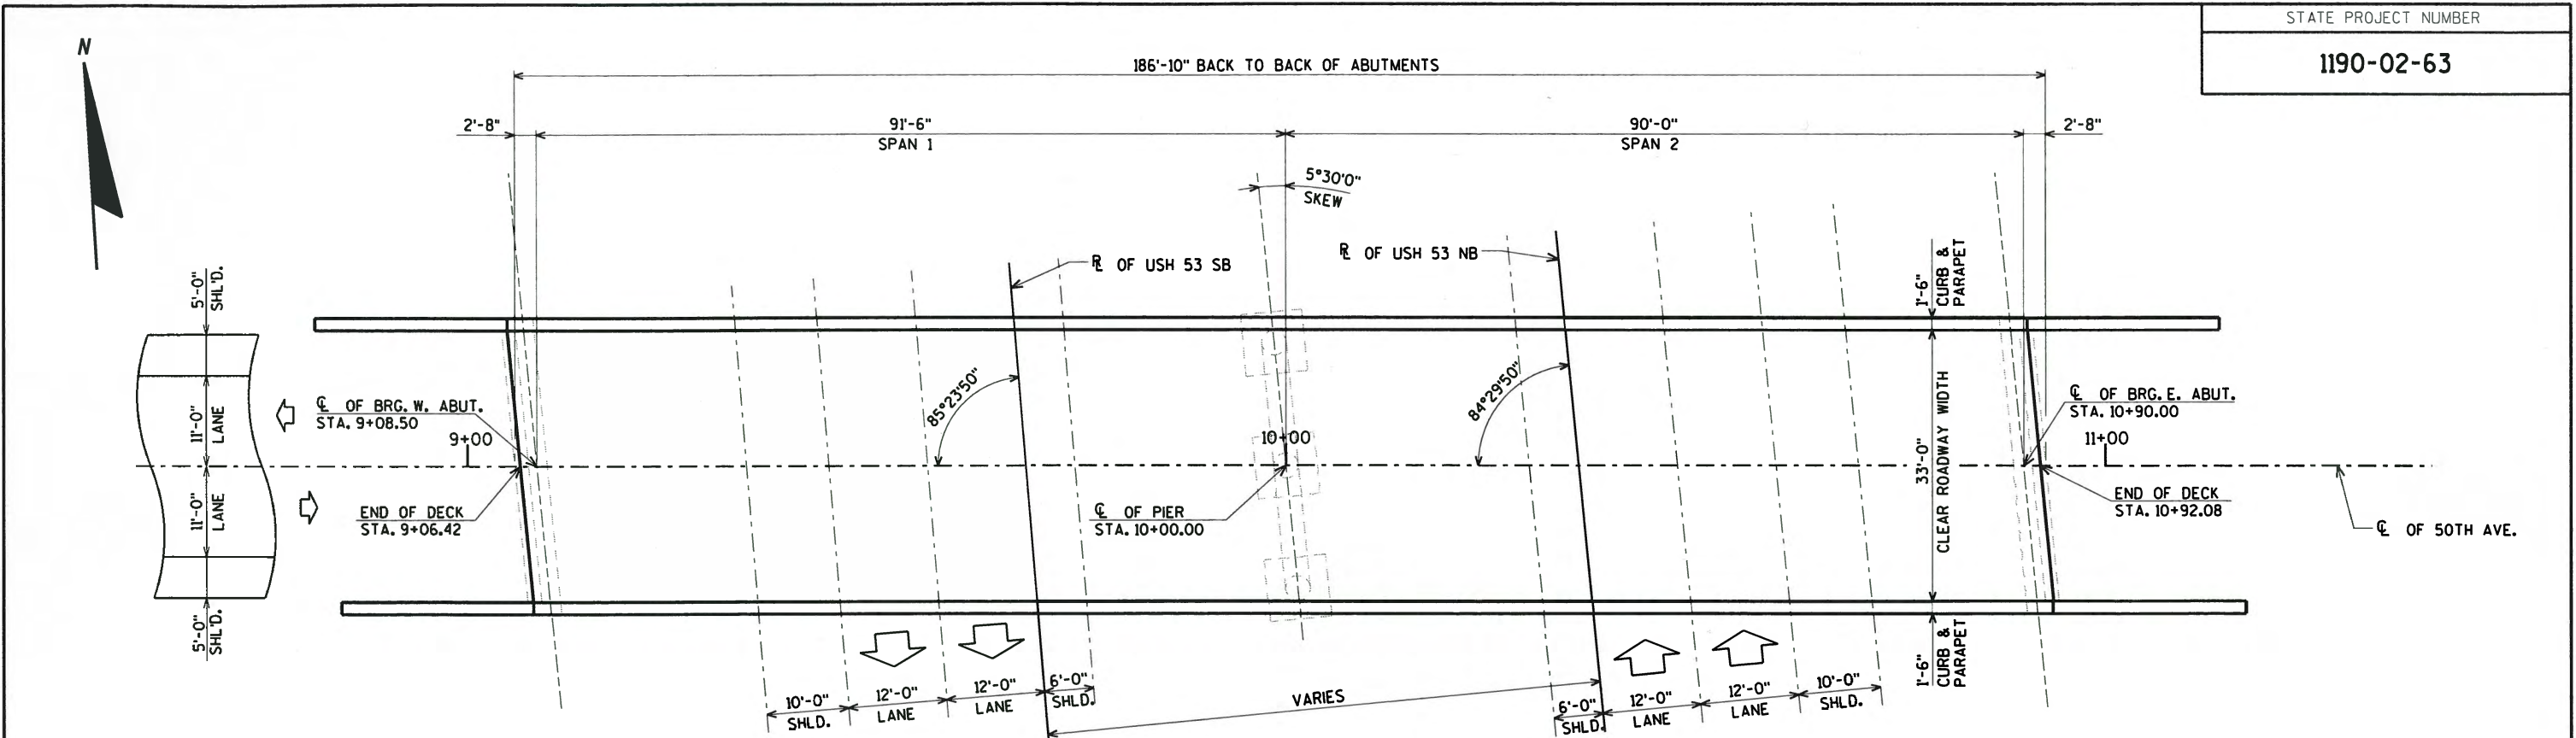 STATE PROJECT NUMBER
1190-02-63
N
186'-10" BACK TO BACK OF ABUTMENTS
2'-8"
91'-6"
SPAN 1
90'-0"
SPAN 2
2'-8"
5°30'0"
SKEW
℞ OF USH 53 SB
℞ OF USH 53 NB
1'-6"
CURB &
PARAPET
5'-0"
SHL'D.
11'-0"
LANE
11'-0"
LANE
5'-0"
SHL'D.
℄ OF BRG. W. ABUT.
STA. 9+08.50
9+00
END OF DECK
STA. 9+06.42
85°23'50"
10+00
℄ OF PIER
STA. 10+00.00
84°29'50"
33'-0"
CLEAR ROADWAY WIDTH
℄ OF BRG. E. ABUT.
STA. 10+90.00
11+00
END OF DECK
STA. 10+92.08
℄ OF 50TH AVE.
1'-6"
CURB &
PARAPET
10'-0"
SHLD.
12'-0"
LANE
12'-0"
LANE
6'-0"
SHLD.
VARIES
6'-0"
SHLD.
12'-0"
LANE
12'-0"
LANE
10'-0"
SHLD.